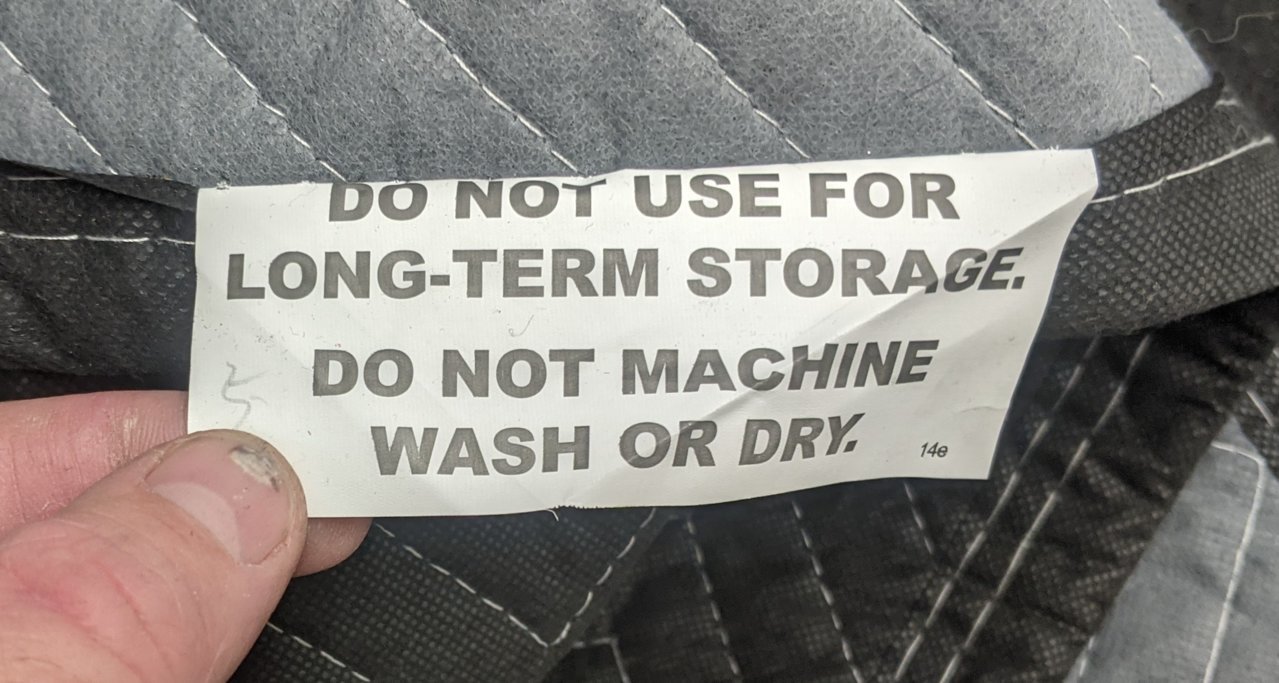 DO NOT USE FOR
LONG-TERM STORAGE.
DO NOT MACHINE
WASH OR DRY.
14e